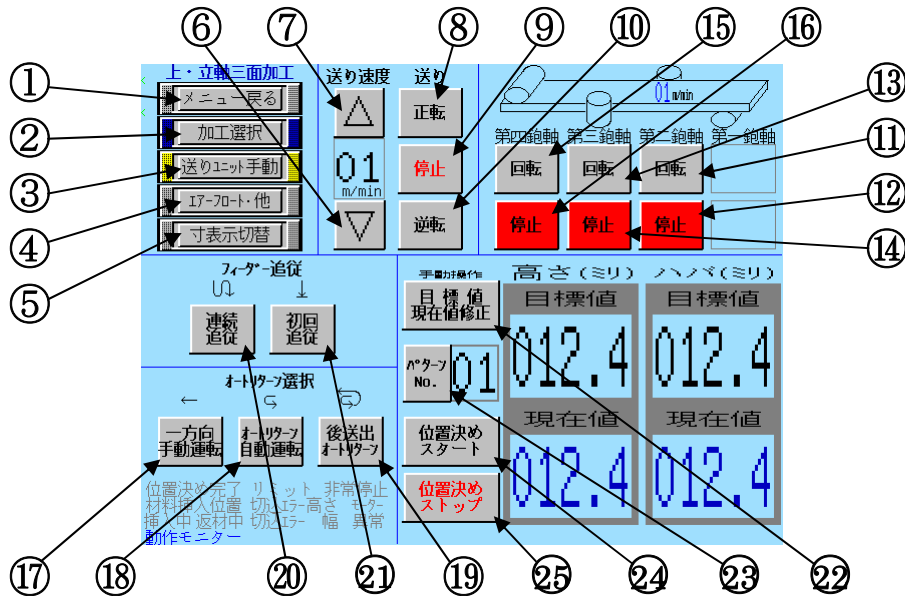 ⑥ ⑦ ⑧ ⑨ ⑩ ⑮ ⑯
① ② ③ ④ ⑤
上・立軸三面加工
メニュー戻る
加工選択
送りユニット手動
エアーフロート・他
寸表示切替
送り速度
△
01
m/min
▽
送り
正転
停止
逆転
01m/min
第四鉋軸 第三鉋軸 第二鉋軸 第一鉋軸
回転 回転 回転
停止 停止 停止
⑬ ⑪ ⑫ ⑭
フィーダー追従
連続
追従
初回
追従
オートリターン選択
← 
一方向
手動運転
オートリターン
自動運転
後送出
オートリターン
位置決め完了 リミット 非常停止
材料挿入位置 切込エラー高さ モーター
挿入中 返材中 切込エラー 幅 異常
動作モニター
手動操作
目標値
現在値修正
パターン
No.
01
位置決め
スタート
位置決め
ストップ
高さ(ミリ) ハバ(ミリ)
目標値 目標値
012.4 012.4
現在値 現在値
012.4 012.4
⑰ ⑱ ⑳ ㉑ ⑲ ㉕ ㉔ ㉓ ㉒